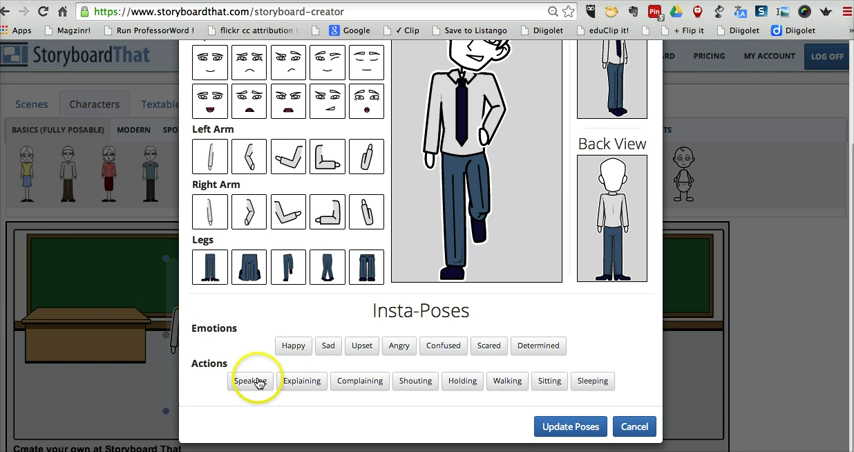 https://www.storyboardthat.com/storyboard-creator
Apps Magzinr! Run ProfessorWord ! flickr cc attribution Google ✓ Clip Save to Listango Diigolet eduClip it! Diigolet + Flip it Diigolet
StoryboardThat
PRICING MY ACCOUNT LOG OFF
Scenes Characters Textables
BASICS (FULLY POSABLE) MODERN
Left Arm
Right Arm
Legs
Back View
Insta-Poses
Emotions
Happy Sad Upset Angry Confused Scared Determined
Actions
Speaking Explaining Complaining Shouting Holding Walking Sitting Sleeping
Update Poses Cancel
Create your own at Storyboard That